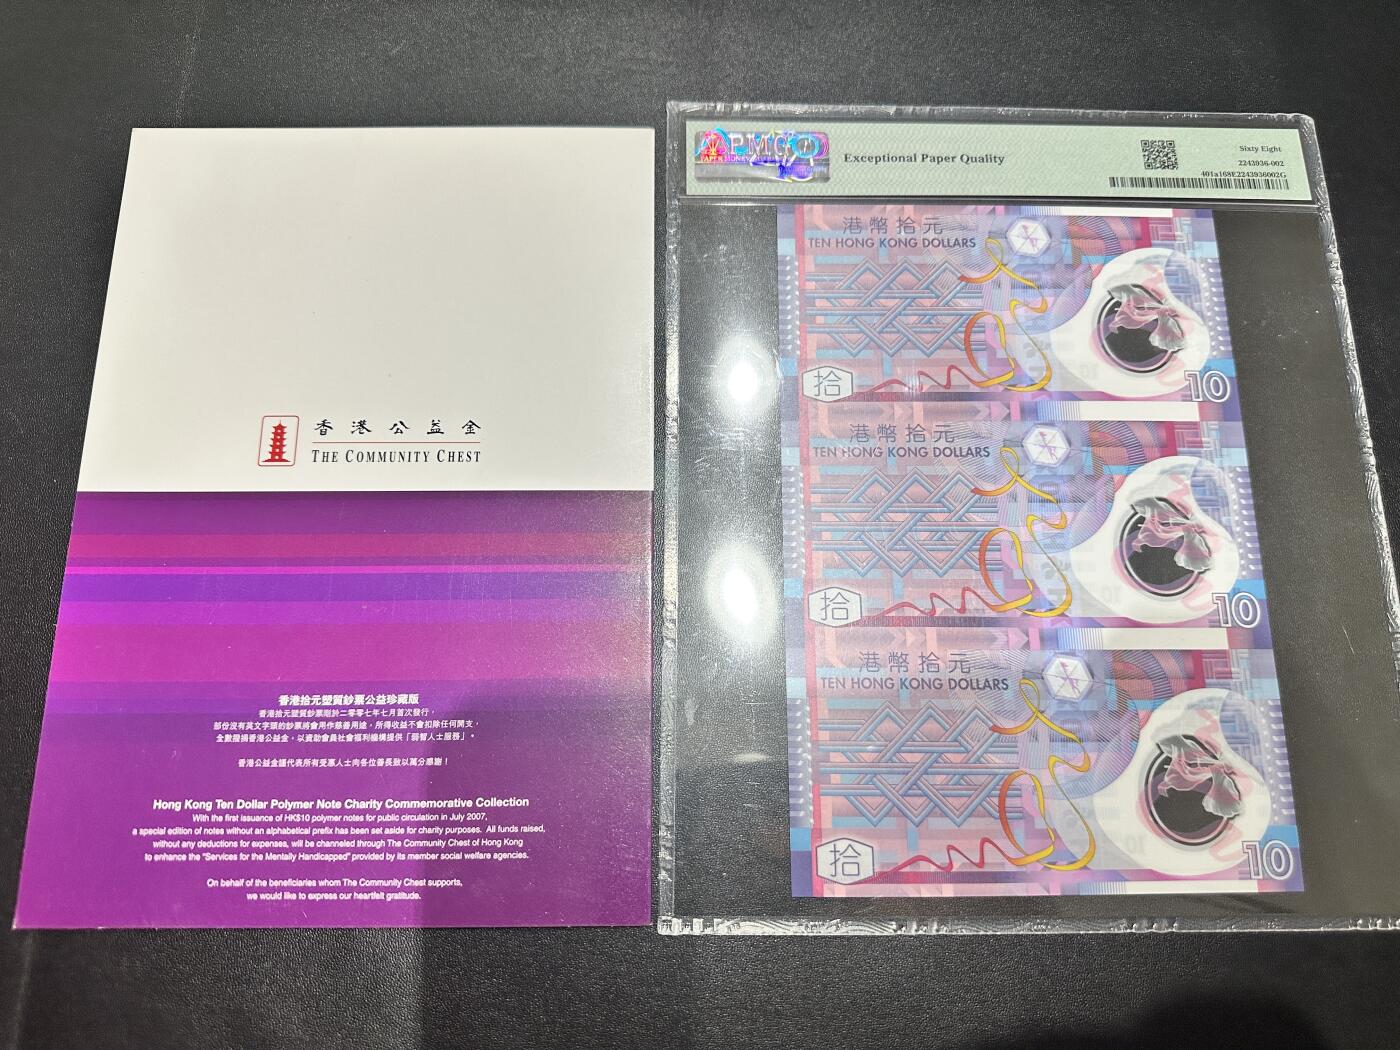 香港公益金
THE COMMUNITY CHEST
香港拾元塑質鈔票公益珍藏版
香港拾元塑質鈔票剛於二零零七年七月首次發行，
部份沒有英文字頭的鈔票將會用作慈善用途，所得收益不會扣除任何開支，
全數撥捐香港公益金，以資助會員社會福利機構提供「弱智人士服務」。
香港公益金謹代表所有受惠人士向各位善長致以萬分感謝！
Hong Kong Ten Dollar Polymer Note Charity Commemorative Collection
With the first issuance of HK$10 polymer notes for public circulation in July 2007,
a special edition of notes without an alphabetical prefix has been set aside for charity purposes. All funds raised,
without any deductions for expenses, will be channeled through The Community Chest of Hong Kong
to enhance the "Services for the Mentally Handicapped" provided by its member social welfare agencies.
On behalf of the beneficiaries whom The Community Chest supports,
we would like to express our heartfelt gratitude.
PMG
PAPER MONEY
Exceptional Paper Quality
Sixty Eight
2243936-002
401a168E2243936002G
港幣拾元
TEN HONG KONG DOLLARS
拾
10
港幣拾元
TEN HONG KONG DOLLARS
拾
10
港幣拾元
TEN HONG KONG DOLLARS
拾
10